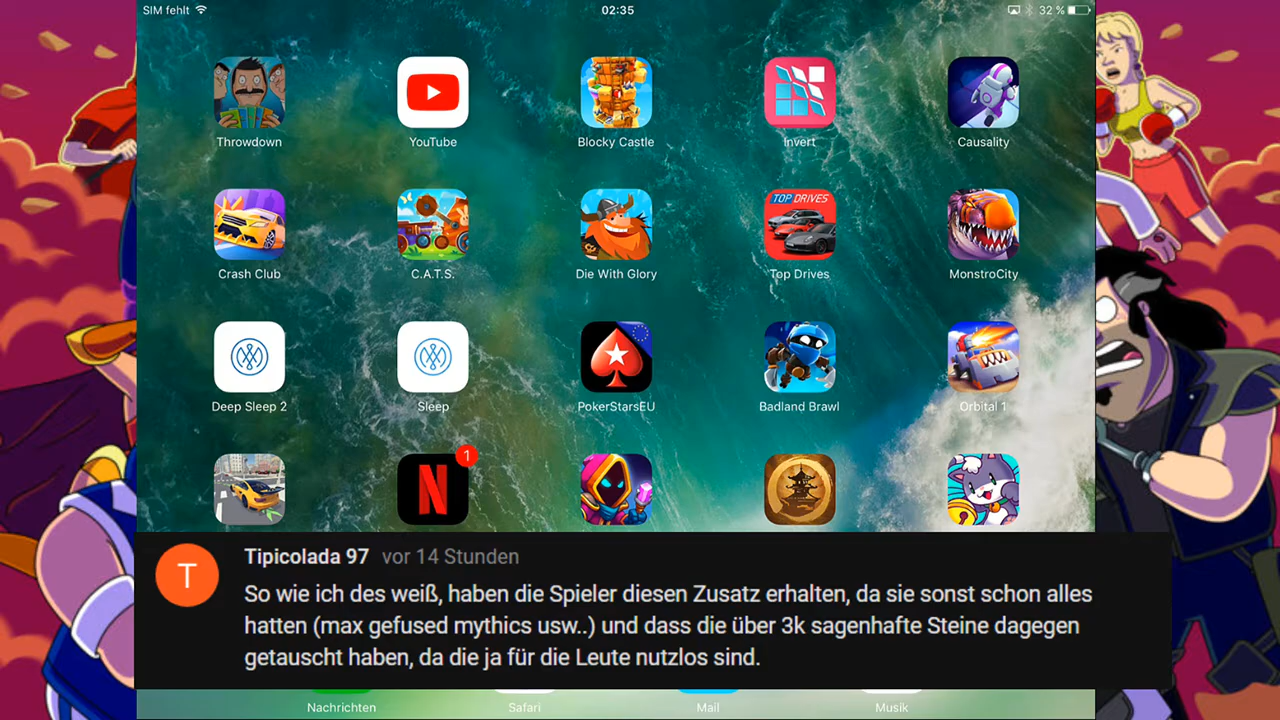 SIM fehlt 02:35 32 %
Throwdown YouTube Blocky Castle Invert Causality
TOP DRIVES
Crash Club C.A.T.S. Die With Glory Top Drives MonstroCity
Deep Sleep 2 Sleep PokerStarsEU Badland Brawl Orbital 1
N 1
T
Tipicolada 97 vor 14 Stunden
So wie ich des weiß, haben die Spieler diesen Zusatz erhalten, da sie sonst schon alles
hatten (max gefused mythics usw..) und dass die über 3k sagenhafte Steine dagegen
getauscht haben, da die ja für die Leute nutzlos sind.
Nachrichten Safari Mail Musik